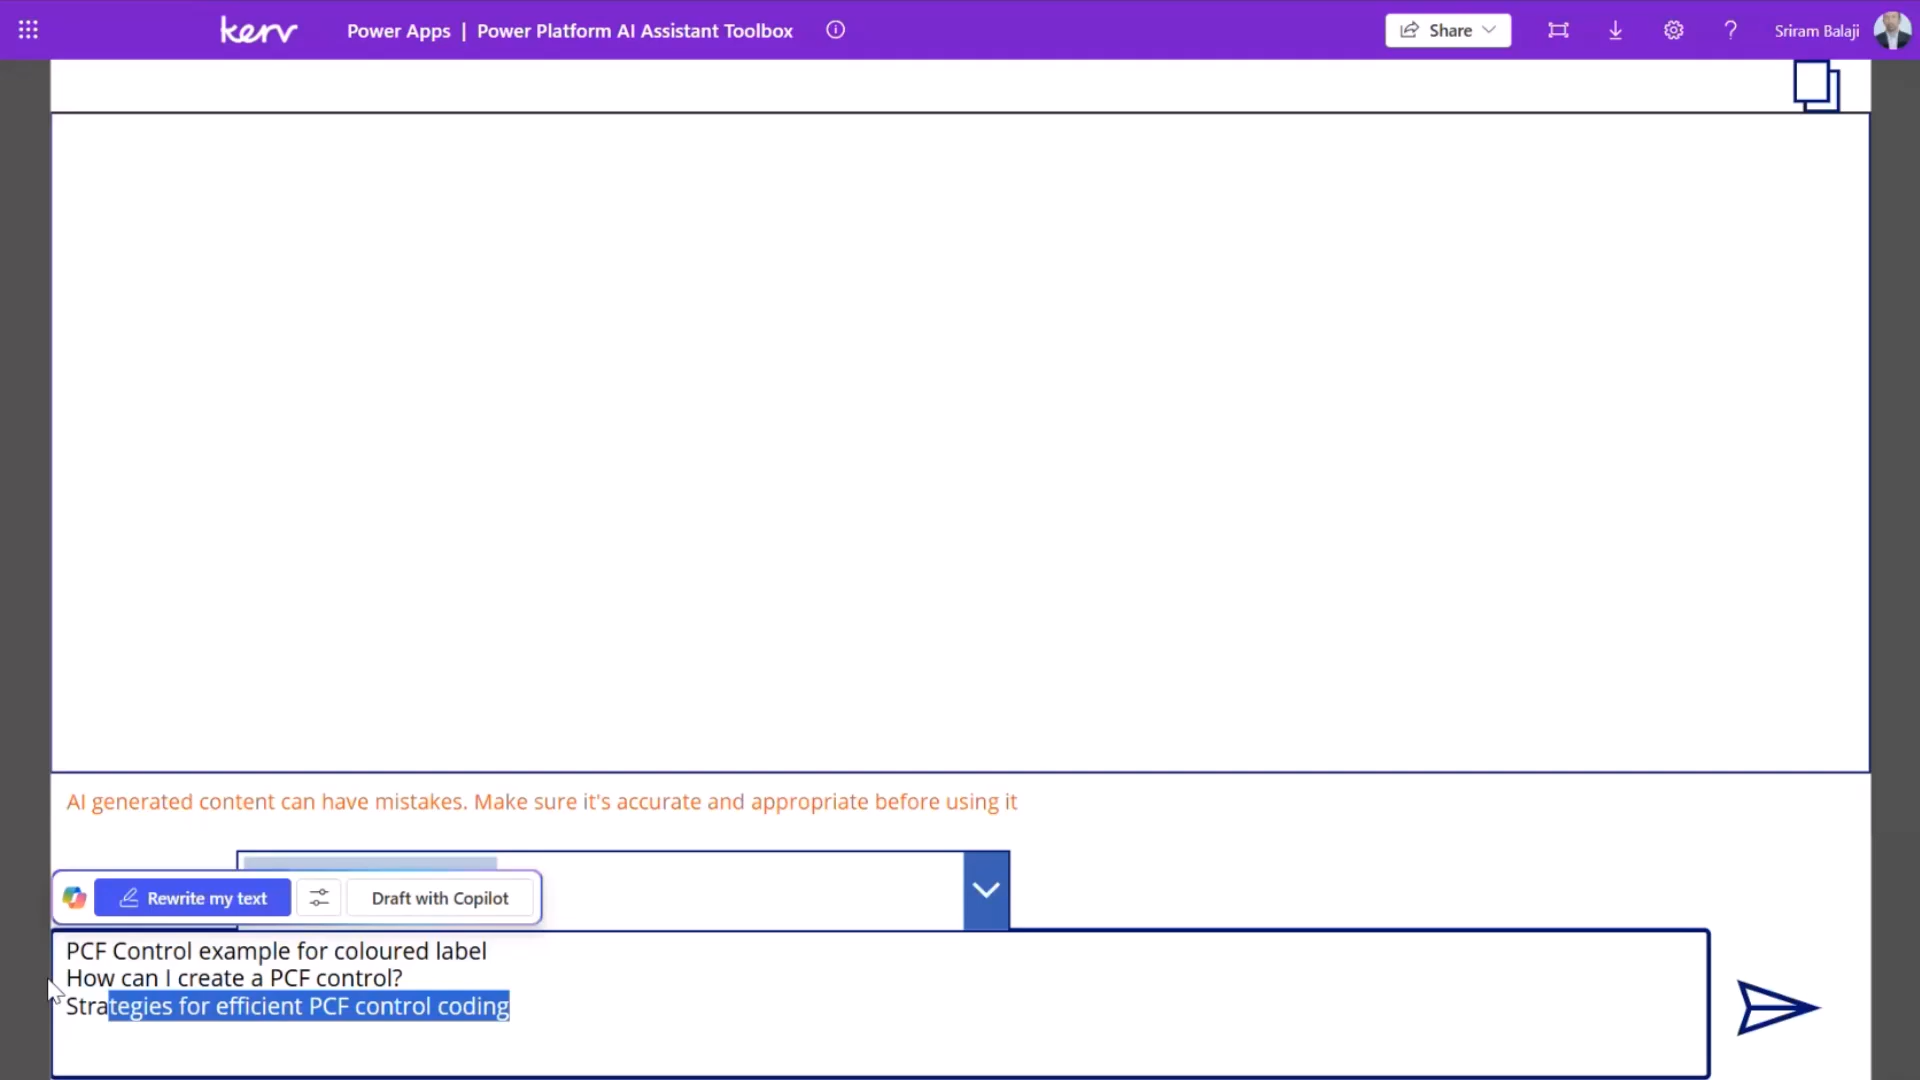 kerv
Power Apps | Power Platform AI Assistant Toolbox
Share
Sriram Balaji
AI generated content can have mistakes. Make sure it's accurate and appropriate before using it
Rewrite my text
Draft with Copilot
PCF Control example for coloured label
How can I create a PCF control?
Strategies for efficient PCF control coding